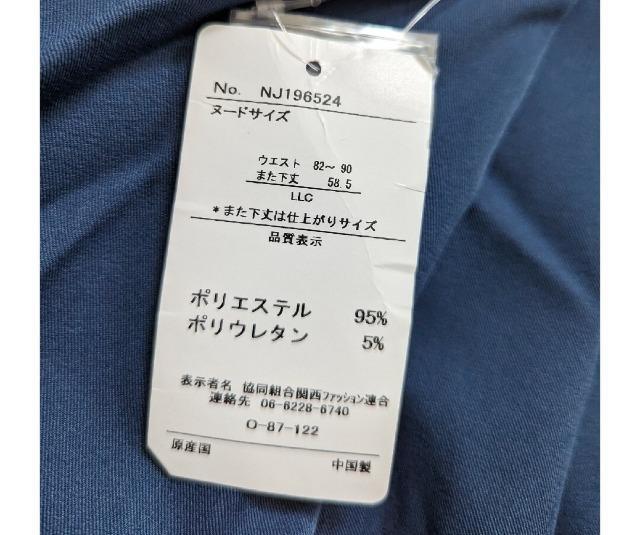 No. NJ196524
ヌードサイズ
ウエスト 82～90
また下丈 58.5
LLC
*また下丈は仕上がりサイズ
品質表示
ポリエステル 95%
ポリウレタン 5%
表示者名 協同組合関西ファッション連合
連絡先 06-6228-6740
O-87-122
原産国 中国製